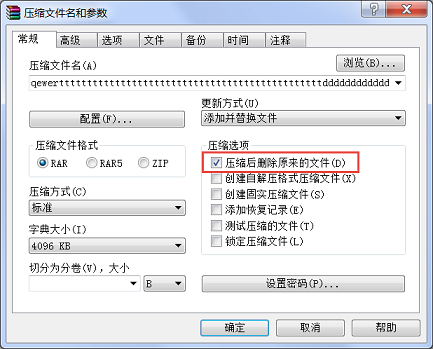 压缩文件名和参数
常规 高级 选项 文件 备份 时间 注释
压缩文件名(A)
浏览(B)...
qewertttttttttttttttttttttttttttttttttttttttttttttttdddddddddddd
配置(F)...
更新方式(U)
添加并替换文件
压缩文件格式
RAR RAR5 ZIP
压缩方式(C)
标准
字典大小(I)
4096 KB
切分为分卷(V), 大小
B
压缩选项
压缩后删除原来的文件(D)
创建自解压格式压缩文件(X)
创建固实压缩文件(S)
添加恢复记录(E)
测试压缩的文件(T)
锁定压缩文件(L)
设置密码(P)...
确定 取消 帮助